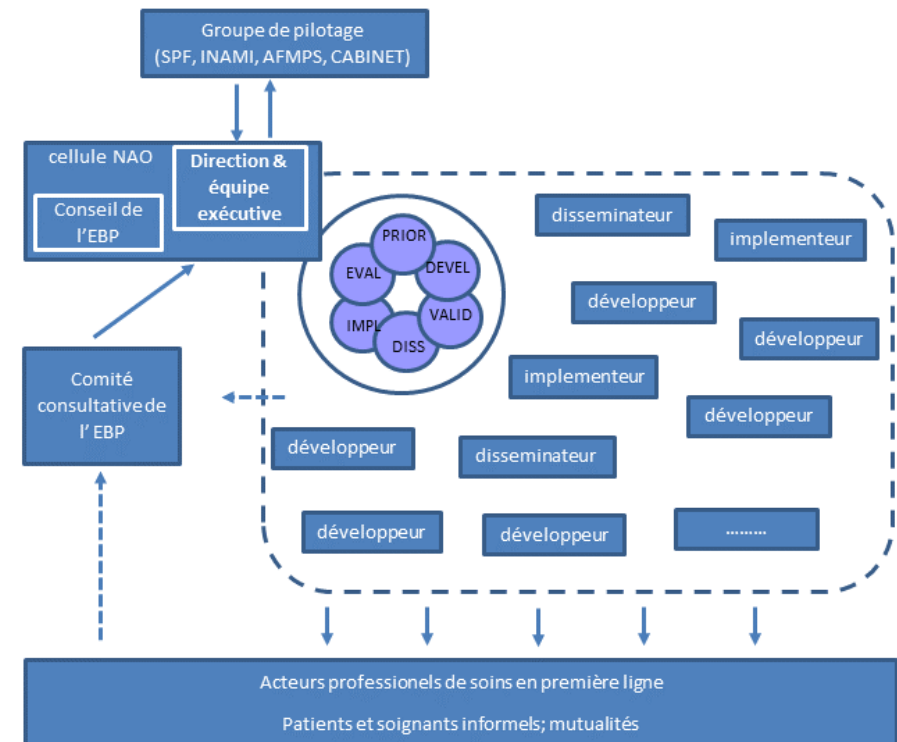 Groupe de pilotage
(SPF, INAMI, AFMPS, CABINET)
cellule NAO
Direction &
équipe
exécutive
Conseil de
l'EBP
PRIOR
DEVEL
VALID
DISS
IMPL
EVAL
disseminateur
implementeur
développeur
développeur
implementeur
développeur
développeur
disseminateur
développeur
développeur
.........
Comité
consultative de
l' EBP
Acteurs professionels de soins en première ligne
Patients et soignants informels; mutualités